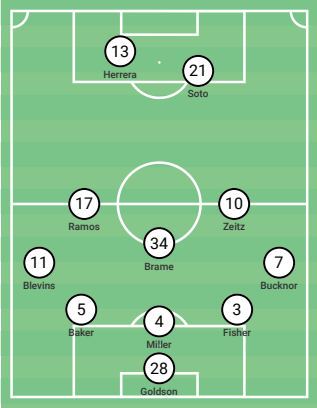 13
Herrera
21
Soto
17
Ramos
10
Zeitz
34
Brame
11
Blevins
7
Bucknor
5
Baker
4
Miller
3
Fisher
28
Goldson